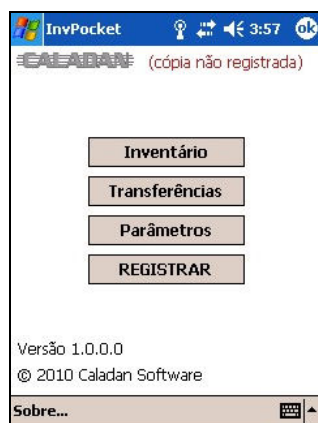 InvPocket 3:57 ok
CALADAN (cópia não registrada)
Inventário
Transferências
Parâmetros
REGISTRAR
Versão 1.0.0.0
© 2010 Caladan Software
Sobre...